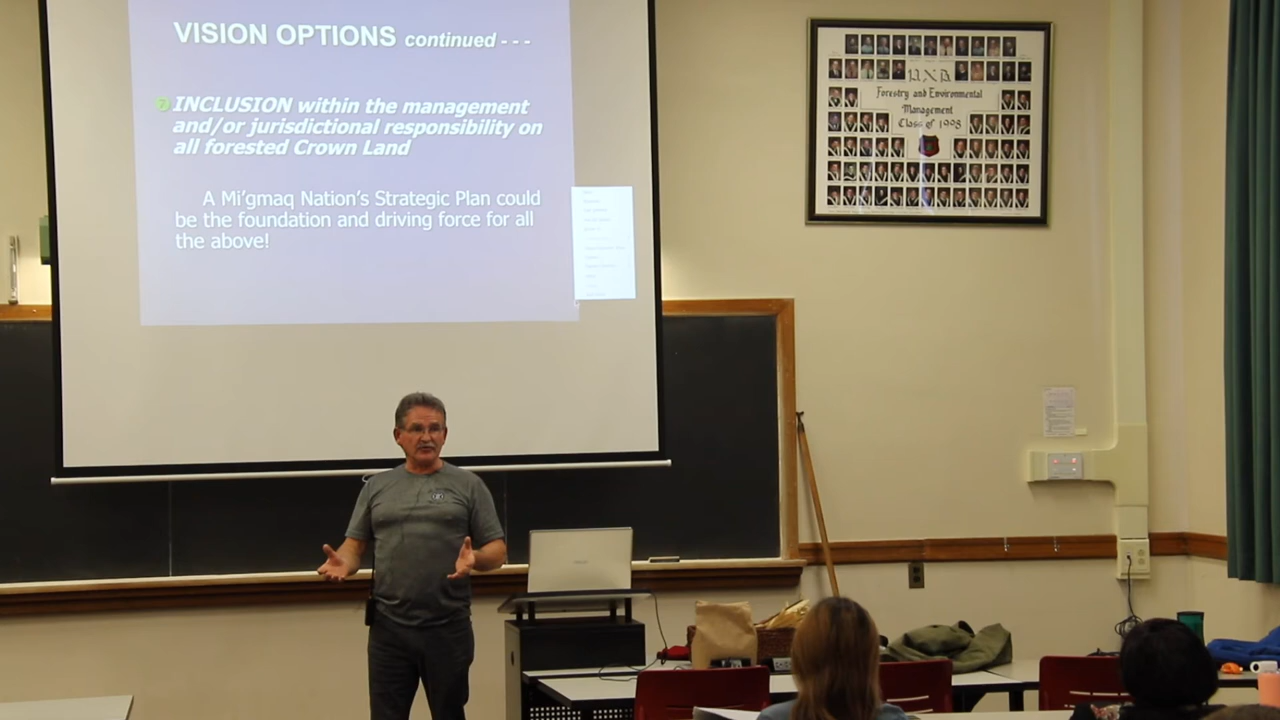 VISION OPTIONS continued - - -
7 INCLUSION within the management
and/or jurisdictional responsibility on
all forested Crown Land
A Mi'gmaq Nation's Strategic Plan could
be the foundation and driving force for all
the above!
UNB
Forestry and Environmental
Management
Class of 1998